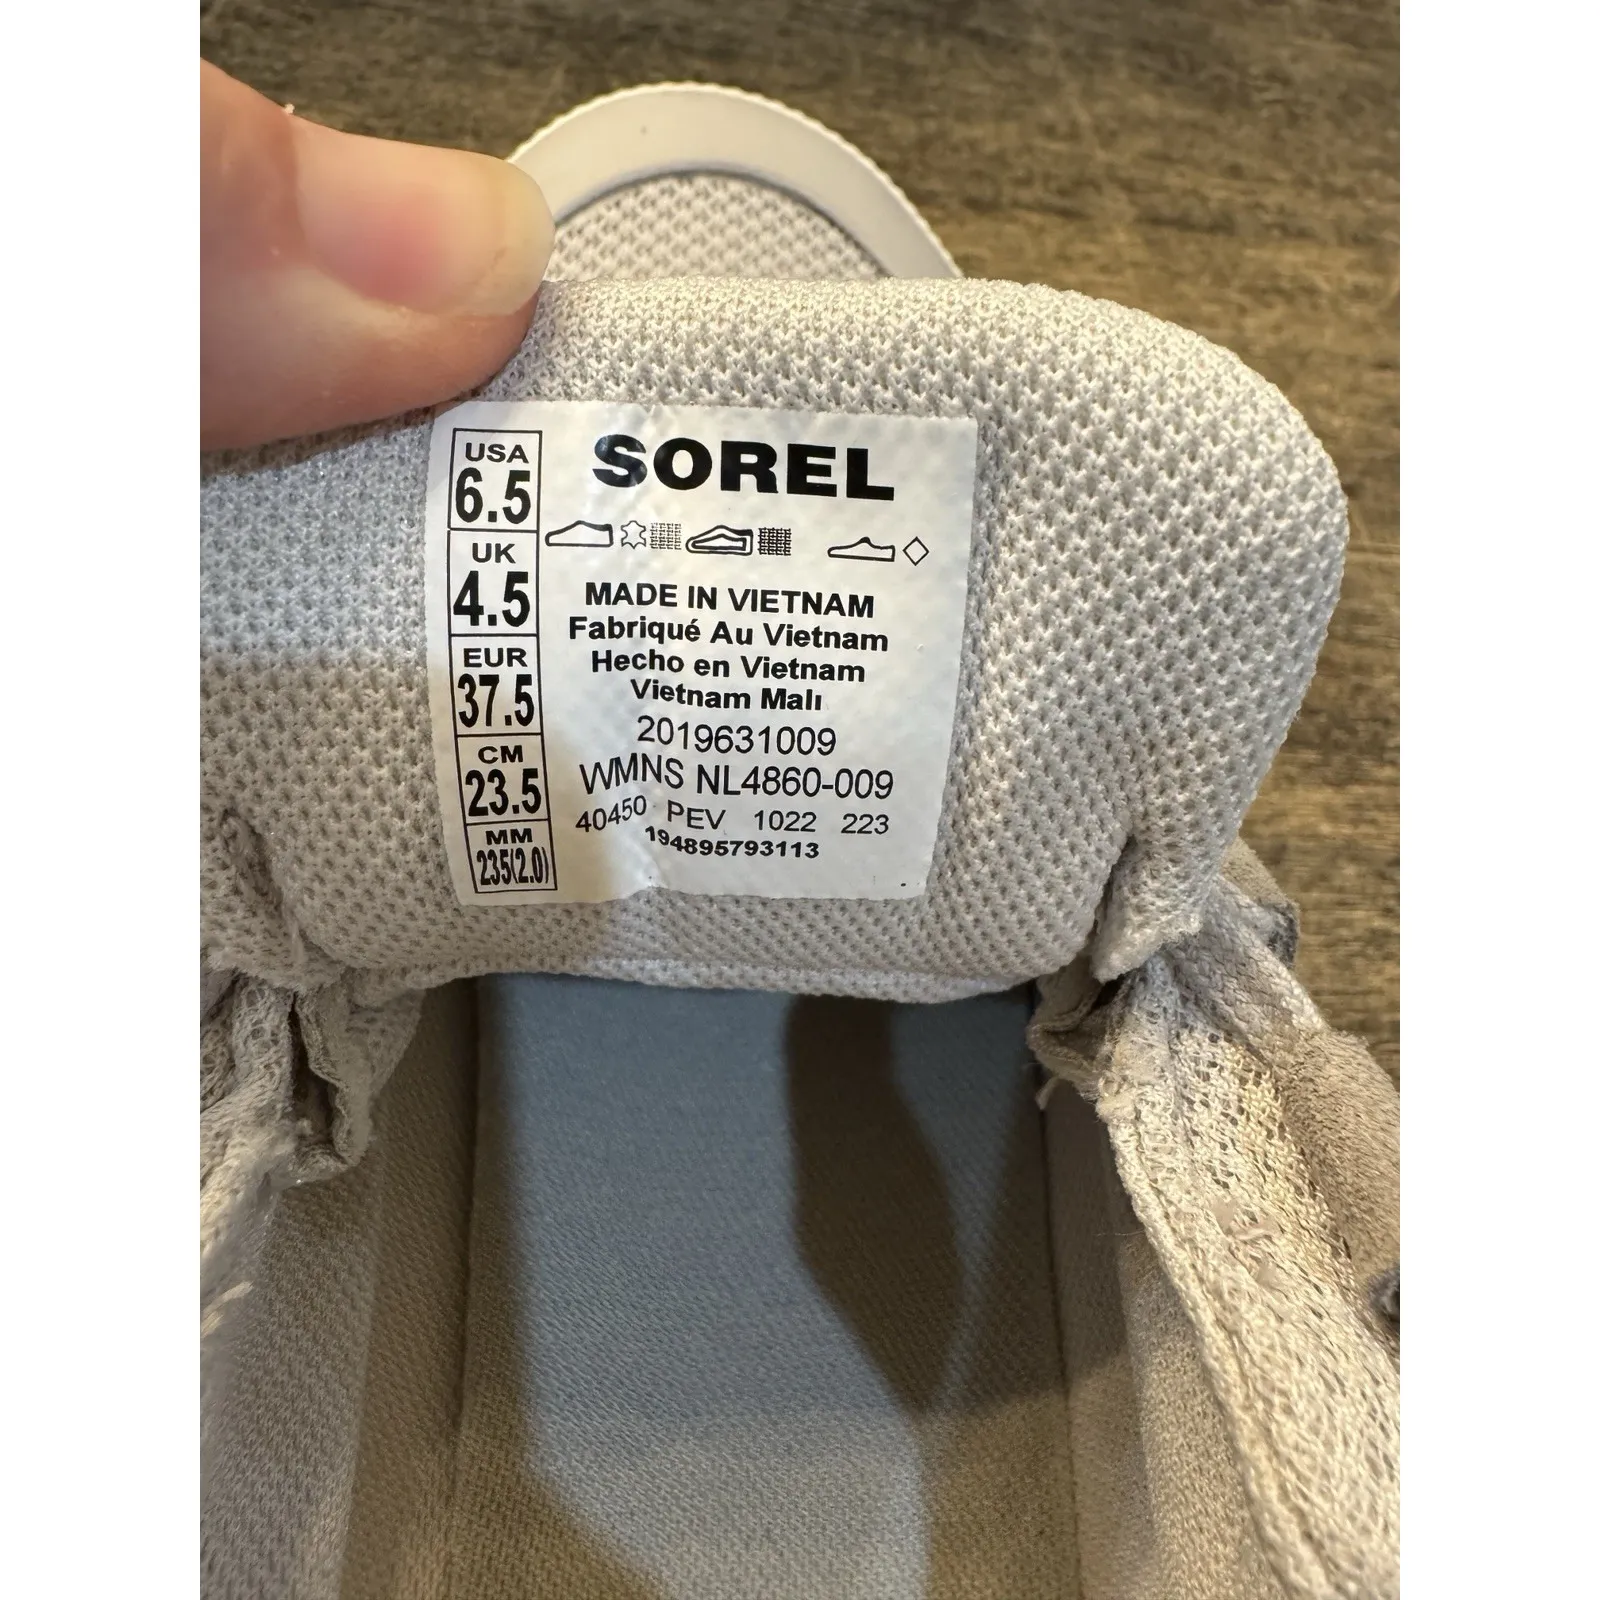 USA
6.5
UK
4.5
EUR
37.5
CM
23.5
MM
235(2.0)
SOREL
MADE IN VIETNAM
Fabriqué Au Vietnam
Hecho en Vietnam
Vietnam Malı
2019631009
WMNS NL4860-009
40450 PEV 1022 223
194895793113